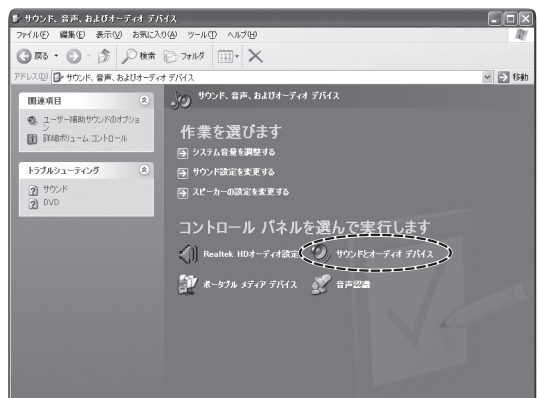 サウンド、音声、およびオーディオ デバイス
ファイル(F) 編集(E) 表示(V) お気に入り(A) ツール(T) ヘルプ(H)
戻る 検索 フォルダ
アドレス(D) サウンド、音声、およびオーディオ デバイス 移動
関連項目
ユーザー補助サウンドのオプショ
ン
詳細ボリューム コントロール
トラブルシューティング
サウンド
DVD
サウンド、音声、およびオーディオ デバイス
作業を選びます
システム音量を調整する
サウンド設定を変更する
スピーカーの設定を変更する
コントロール パネルを選んで実行します
Realtek HDオーディオ設定 サウンドとオーディオ デバイス
ポータブル メディア デバイス 音声認識